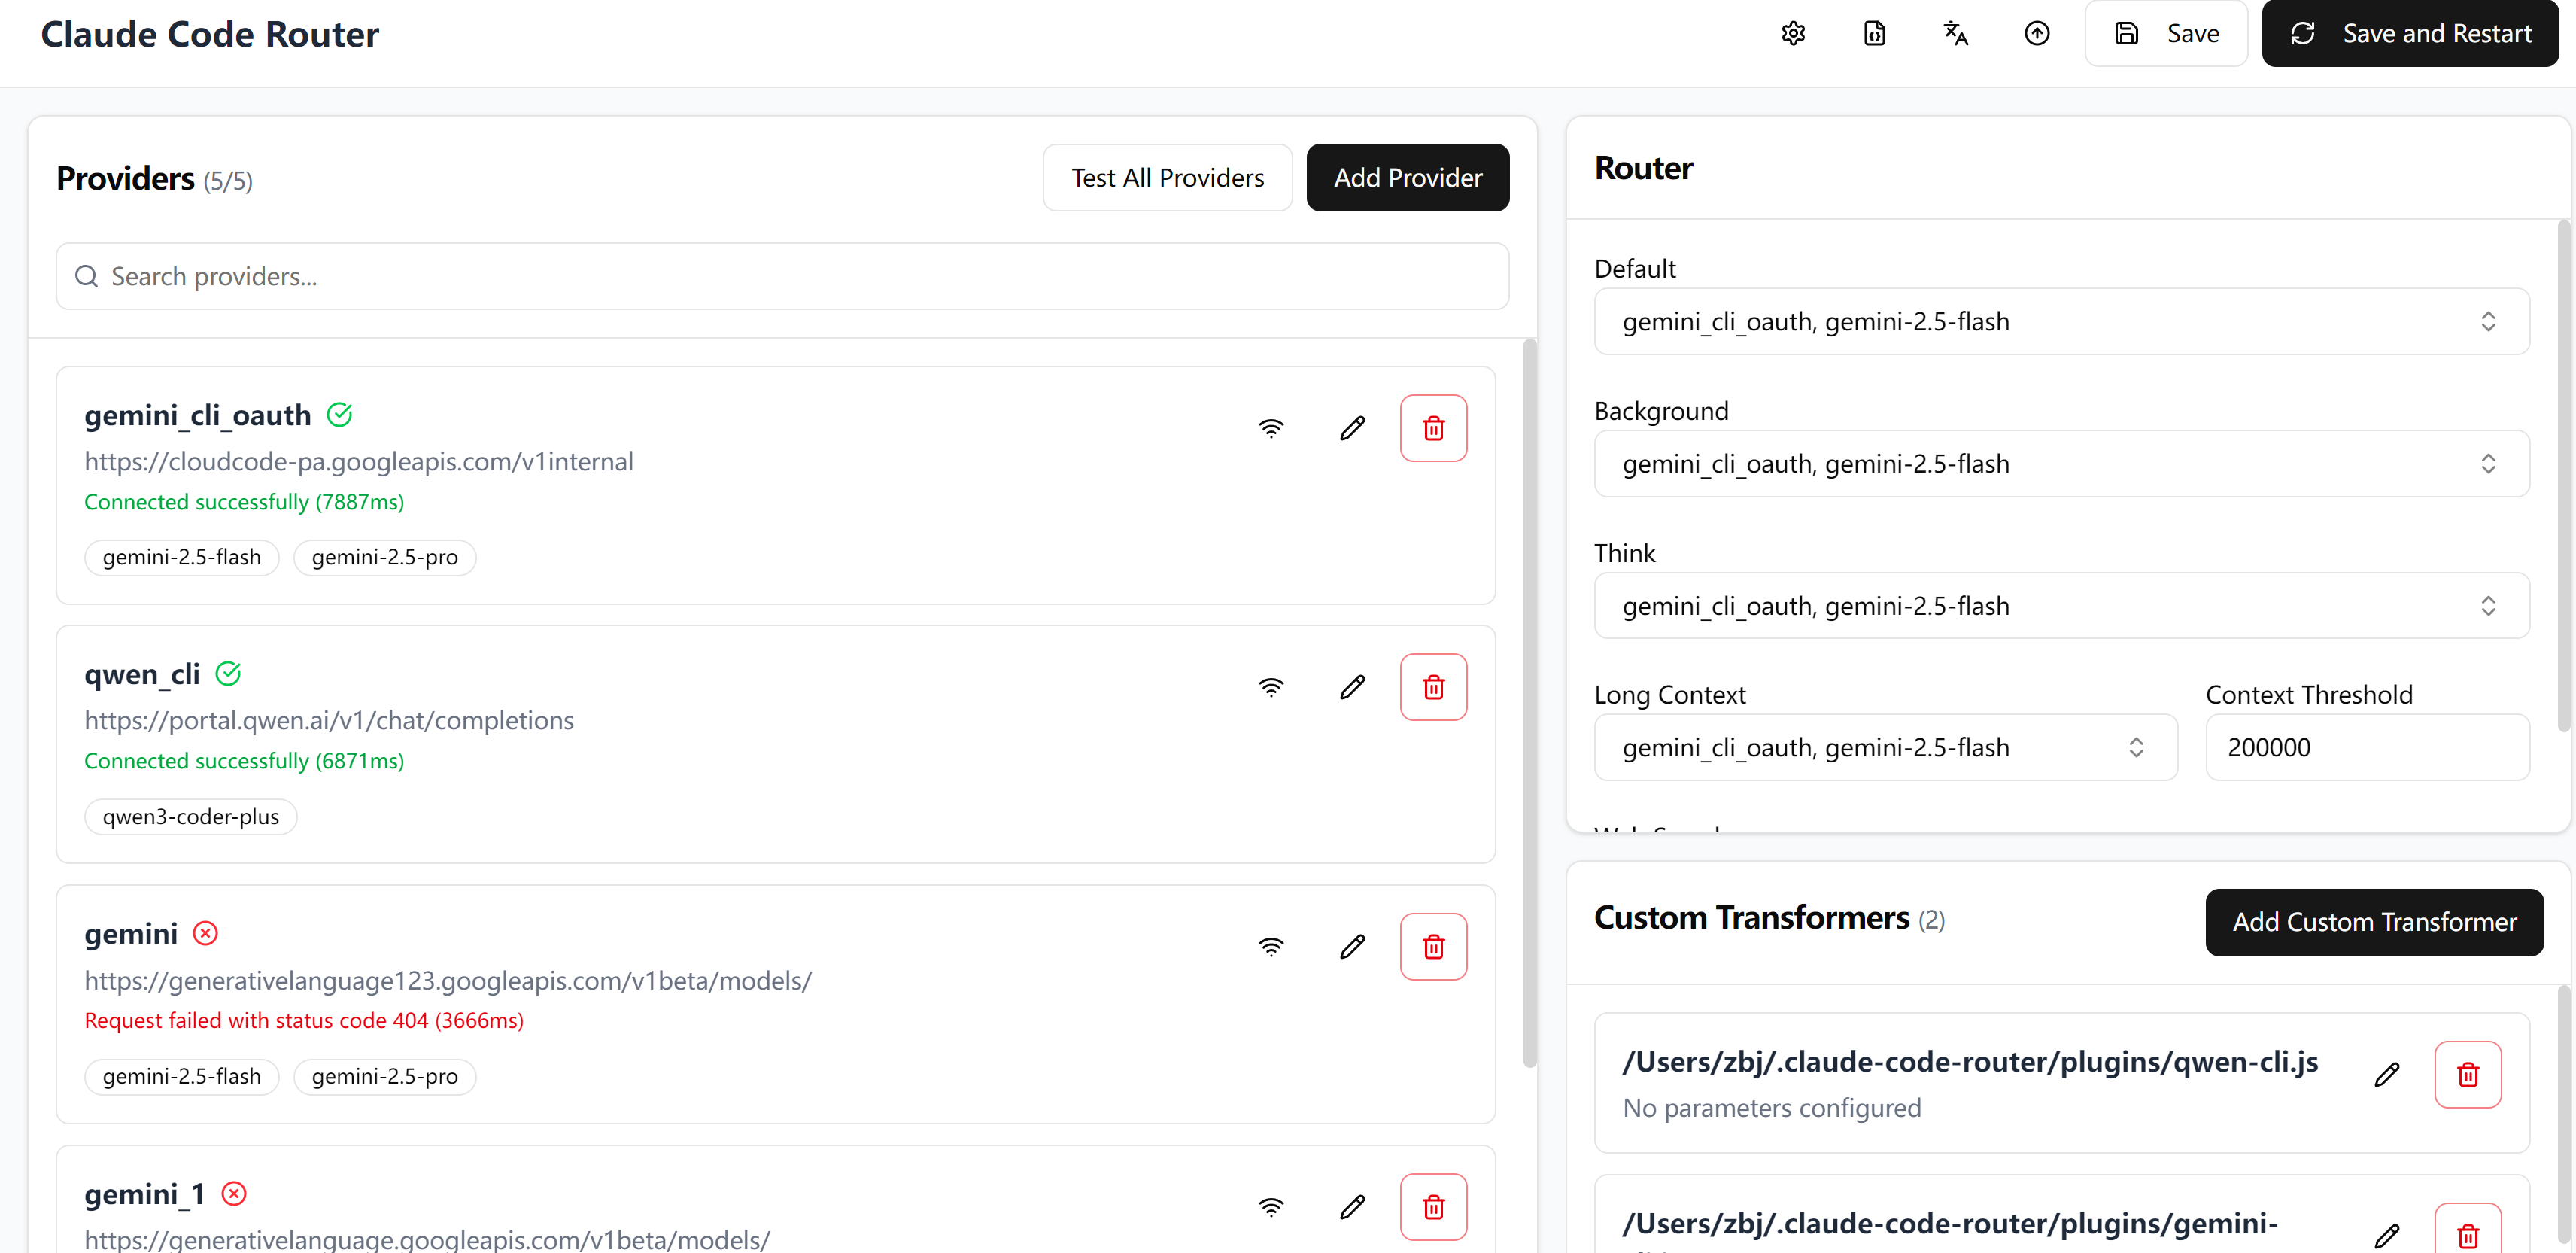 Claude Code Router
Save
Save and Restart
Providers (5/5)
Test All Providers
Add Provider
Search providers...
gemini_cli_oauth
https://cloudcode-pa.googleapis.com/v1internal
Connected successfully (7887ms)
gemini-2.5-flash
gemini-2.5-pro
qwen_cli
https://portal.qwen.ai/v1/chat/completions
Connected successfully (6871ms)
qwen3-coder-plus
gemini
https://generativelanguage123.googleapis.com/v1beta/models/
Request failed with status code 404 (3666ms)
gemini-2.5-flash
gemini-2.5-pro
gemini_1
https://generativelanguage.googleapis.com/v1beta/models/
Router
Default
gemini_cli_oauth, gemini-2.5-flash
Background
gemini_cli_oauth, gemini-2.5-flash
Think
gemini_cli_oauth, gemini-2.5-flash
Long Context
Context Threshold
gemini_cli_oauth, gemini-2.5-flash
200000
Custom Transformers (2)
Add Custom Transformer
/Users/zbj/.claude-code-router/plugins/qwen-cli.js
No parameters configured
/Users/zbj/.claude-code-router/plugins/gemini-